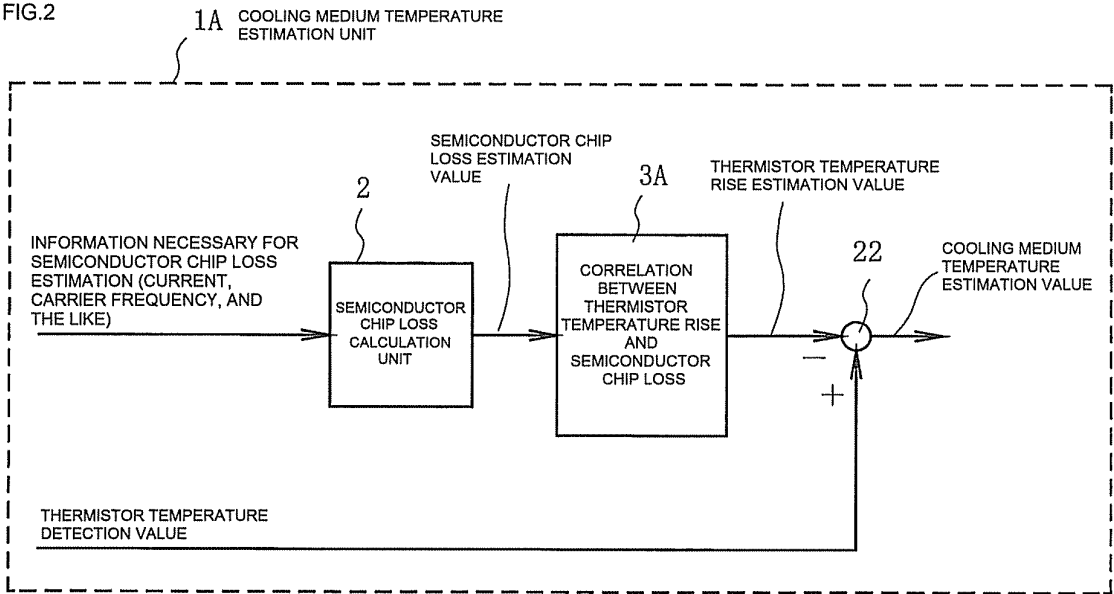 FIG.2
1A COOLING MEDIUM TEMPERATURE
ESTIMATION UNIT
SEMICONDUCTOR CHIP
LOSS ESTIMATION
VALUE
THERMISTOR TEMPERATURE
RISE ESTIMATION VALUE
2
3A
22
COOLING MEDIUM
TEMPERATURE
ESTIMATION VALUE
INFORMATION NECESSARY FOR
SEMICONDUCTOR CHIP LOSS
ESTIMATION (CURRENT,
CARRIER FREQUENCY, AND
THE LIKE)
SEMICONDUCTOR
CHIP LOSS
CALCULATION
UNIT
CORRELATION
BETWEEN
THERMISTOR
TEMPERATURE RISE
AND
SEMICONDUCTOR
CHIP LOSS
−
+
THERMISTOR TEMPERATURE
DETECTION VALUE